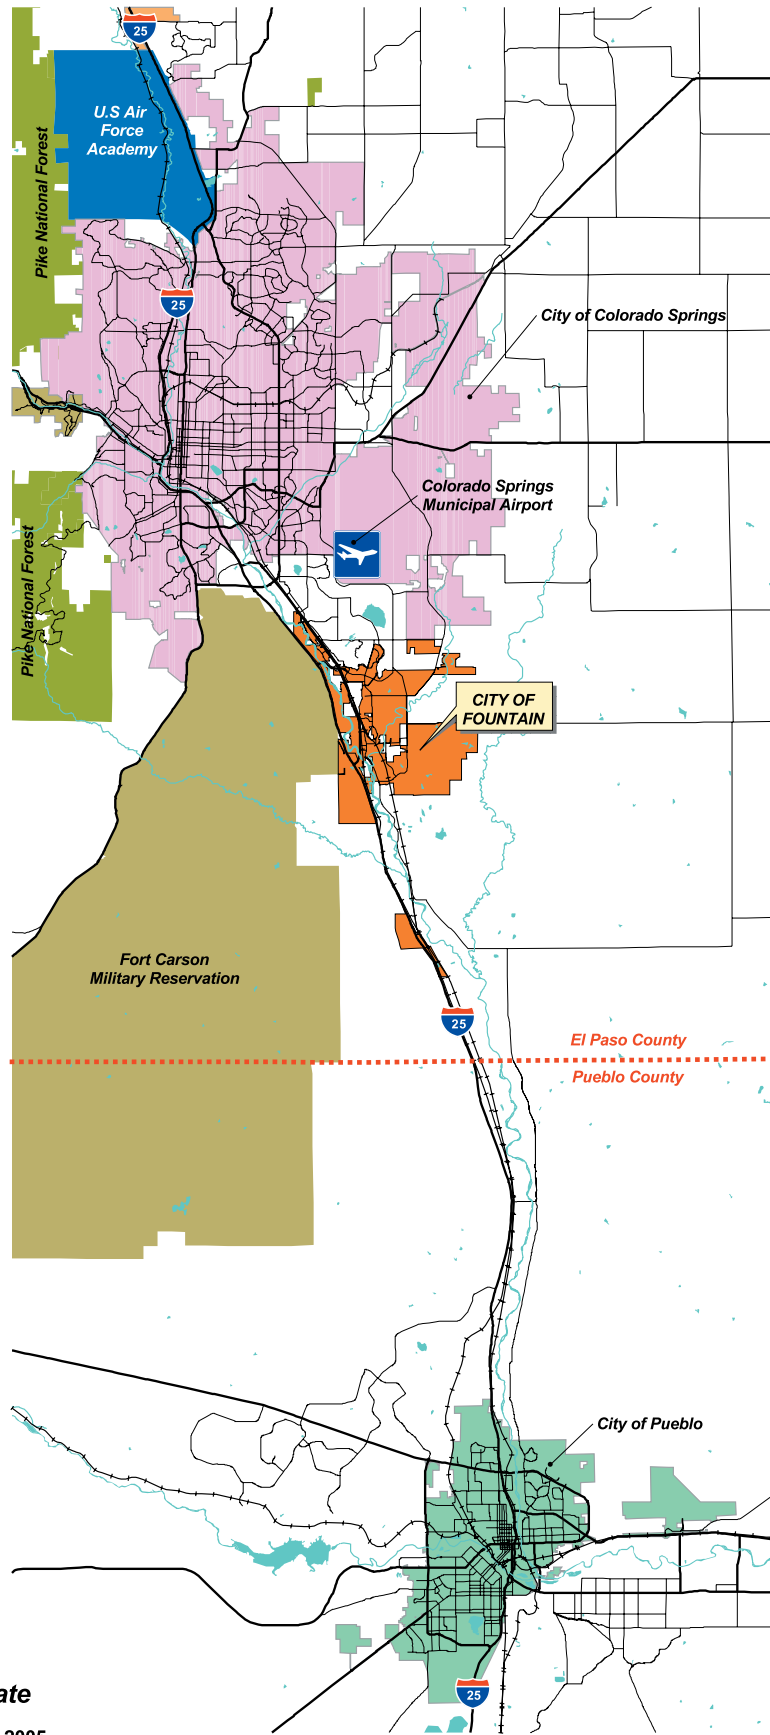 25
U.S Air
Force
Academy
Pike National Forest
25
City of Colorado Springs
Colorado Springs
Municipal Airport
Pike National Forest
CITY OF
FOUNTAIN
Fort Carson
Military Reservation
25
El Paso County
Pueblo County
City of Pueblo
25
ate
2005